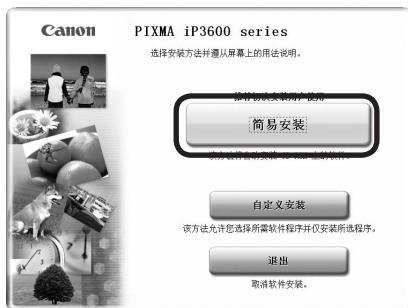 Canon
PIXMA iP3600 series
选择安装方法并遵从屏幕上的用法说明。
简易安装
自定义安装
该方法允许您选择所需软件程序并仅安装所选程序。
退出
取消软件安装。